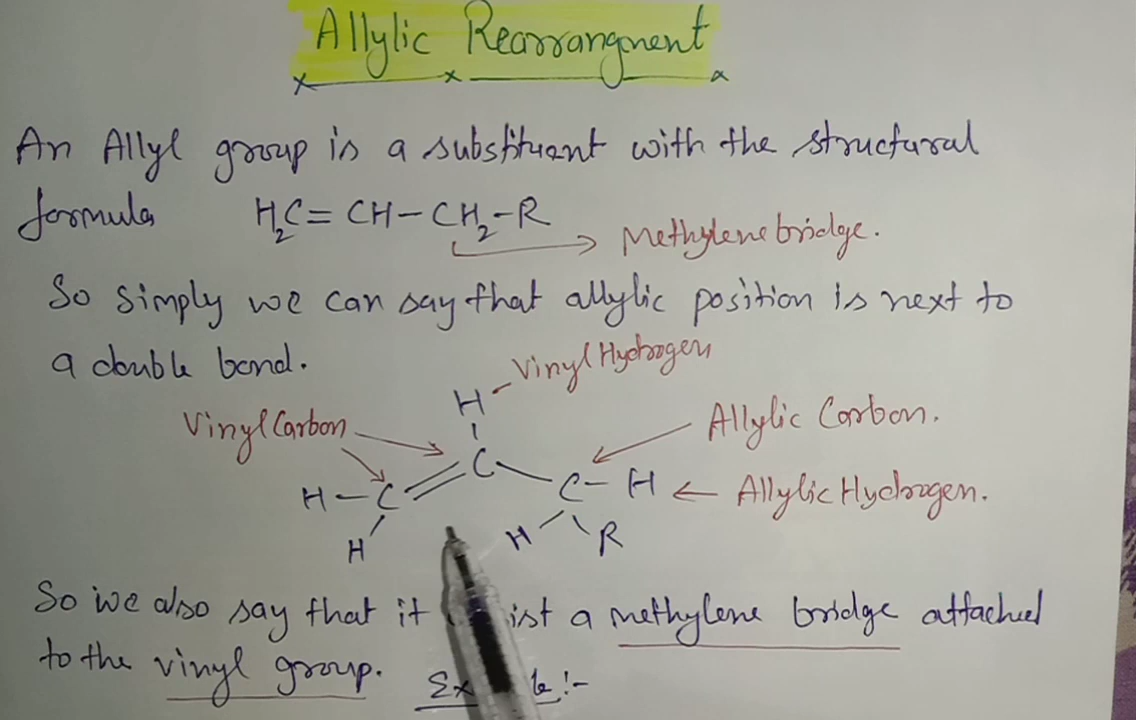 Allylic Rearrangment
An Allyl group is a substituent with the structural
formula H₂C=CH-CH₂-R
Methylene bridge.
So simply we can say that allylic position is next to
a double bond.
Vinyl Hydrogen
H
Vinyl Carbon
Allylic Carbon.
C
H-C
C-H
Allylic Hydrogen.
H
H
R
So we also say that it a methylene bridge attached
to the vinyl group.